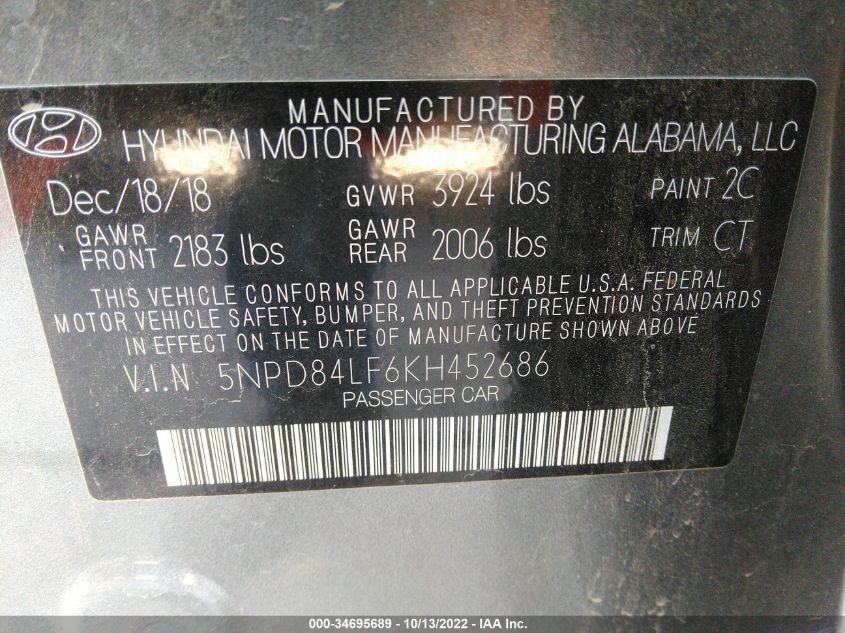 MANUFACTURED BY
HYUNDAI MOTOR MANUFACTURING ALABAMA, LLC
Dec/18/18 GVWR 3924 lbs PAINT 2C
GAWR FRONT 2183 lbs GAWR REAR 2006 lbs TRIM CT
THIS VEHICLE CONFORMS TO ALL APPLICABLE U.S.A. FEDERAL
MOTOR VEHICLE SAFETY, BUMPER, AND THEFT PREVENTION STANDARDS
IN EFFECT ON THE DATE OF MANUFACTURE SHOWN ABOVE
V.I.N 5NPD84LF6KH452686
PASSENGER CAR
000-34695689 - 10/13/2022 - IAA Inc.